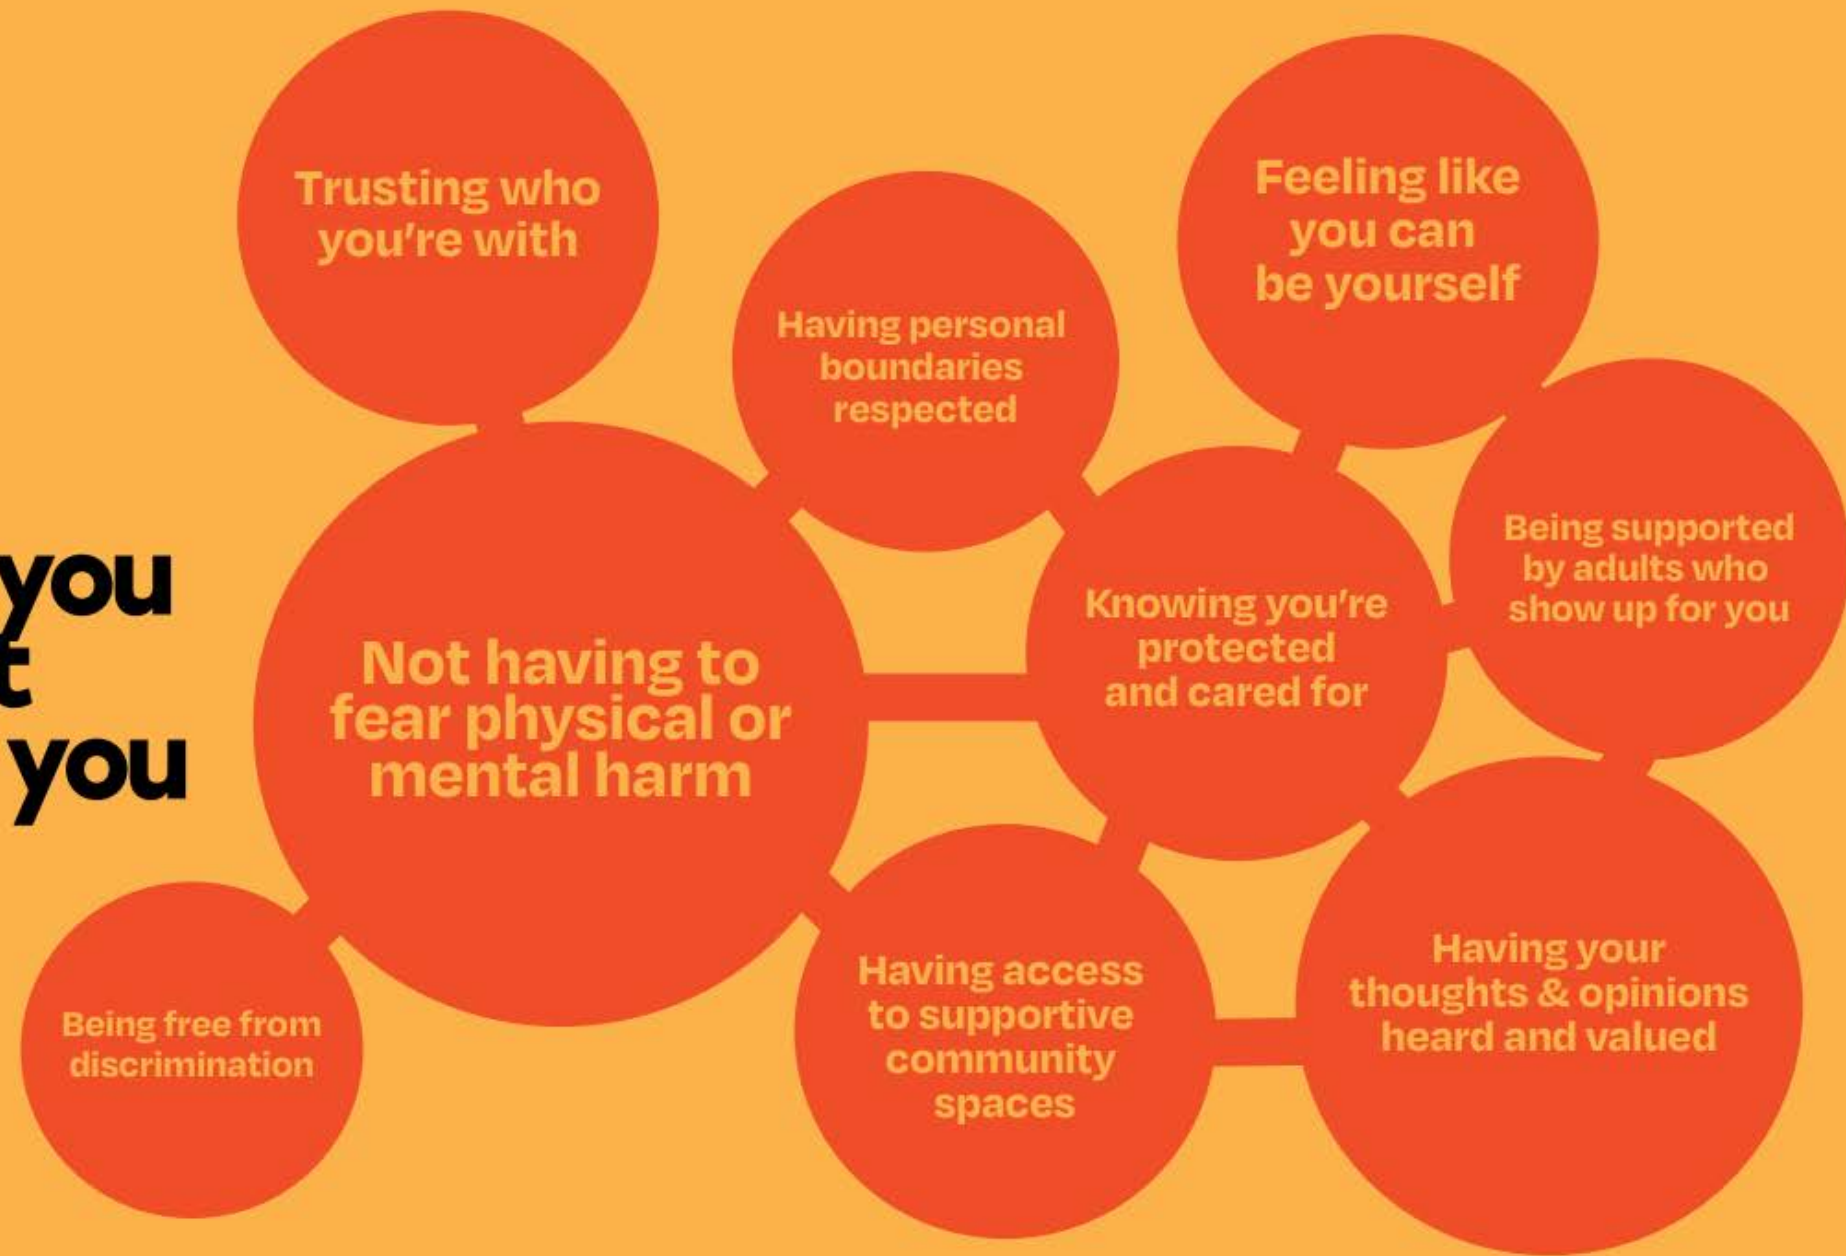 you
t
you
Trusting who
you're with
Having personal
boundaries
respected
Feeling like
you can
be yourself
Being supported
by adults who
show up for you
Knowing you're
protected
and cared for
Not having to
fear physical or
mental harm
Being free from
discrimination
Having access
to supportive
community
spaces
Having your
thoughts & opinions
heard and valued